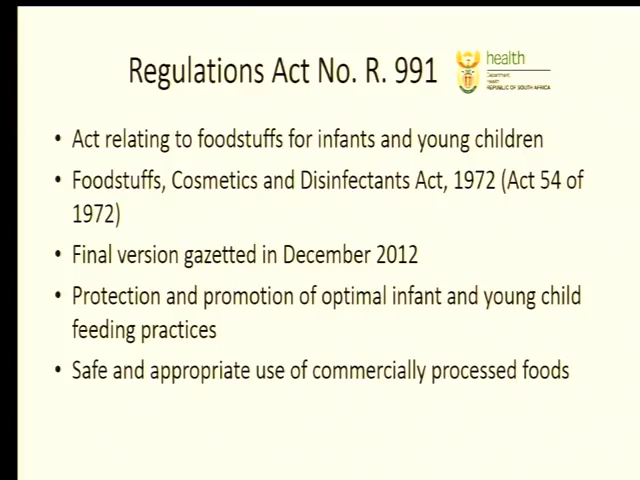 Regulations Act No. R. 991
health
Department:
Health
REPUBLIC OF SOUTH AFRICA
• Act relating to foodstuffs for infants and young children
• Foodstuffs, Cosmetics and Disinfectants Act, 1972 (Act 54 of
1972)
• Final version gazetted in December 2012
• Protection and promotion of optimal infant and young child
feeding practices
• Safe and appropriate use of commercially processed foods